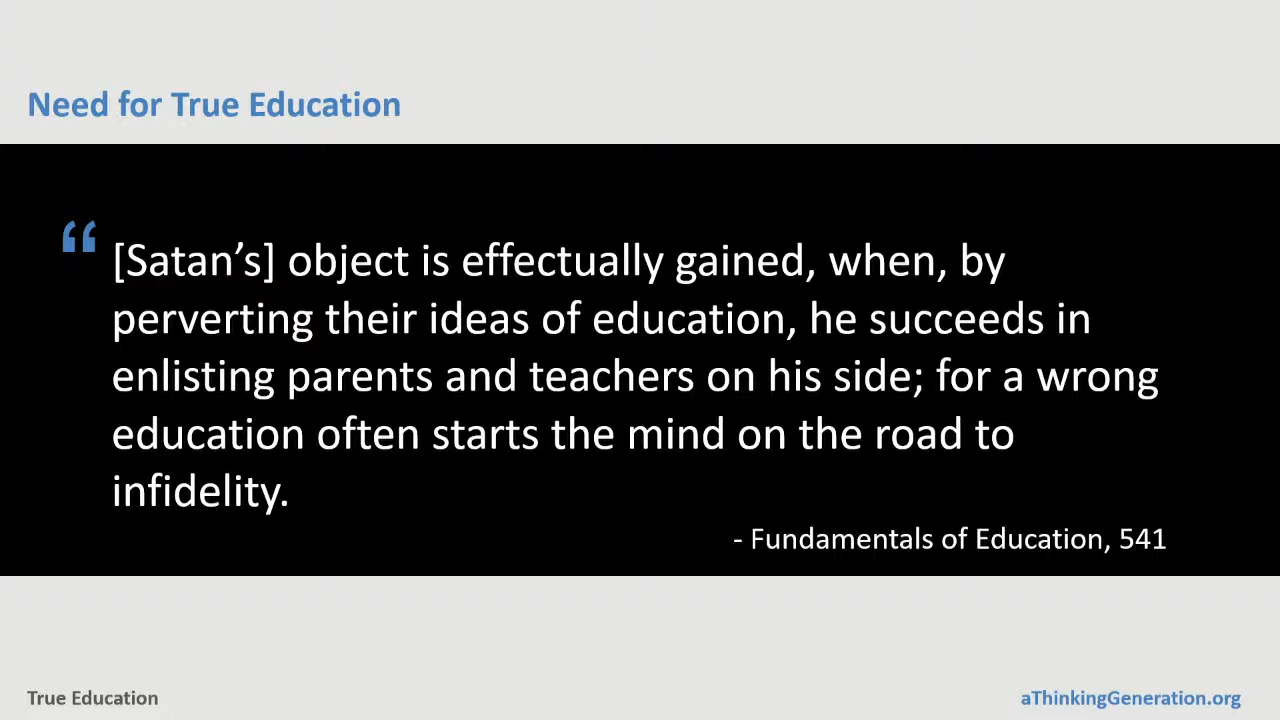 Need for True Education
“
[Satan’s] object is effectually gained, when, by
perverting their ideas of education, he succeeds in
enlisting parents and teachers on his side; for a wrong
education often starts the mind on the road to
infidelity.
- Fundamentals of Education, 541
True Education
aThinkingGeneration.org